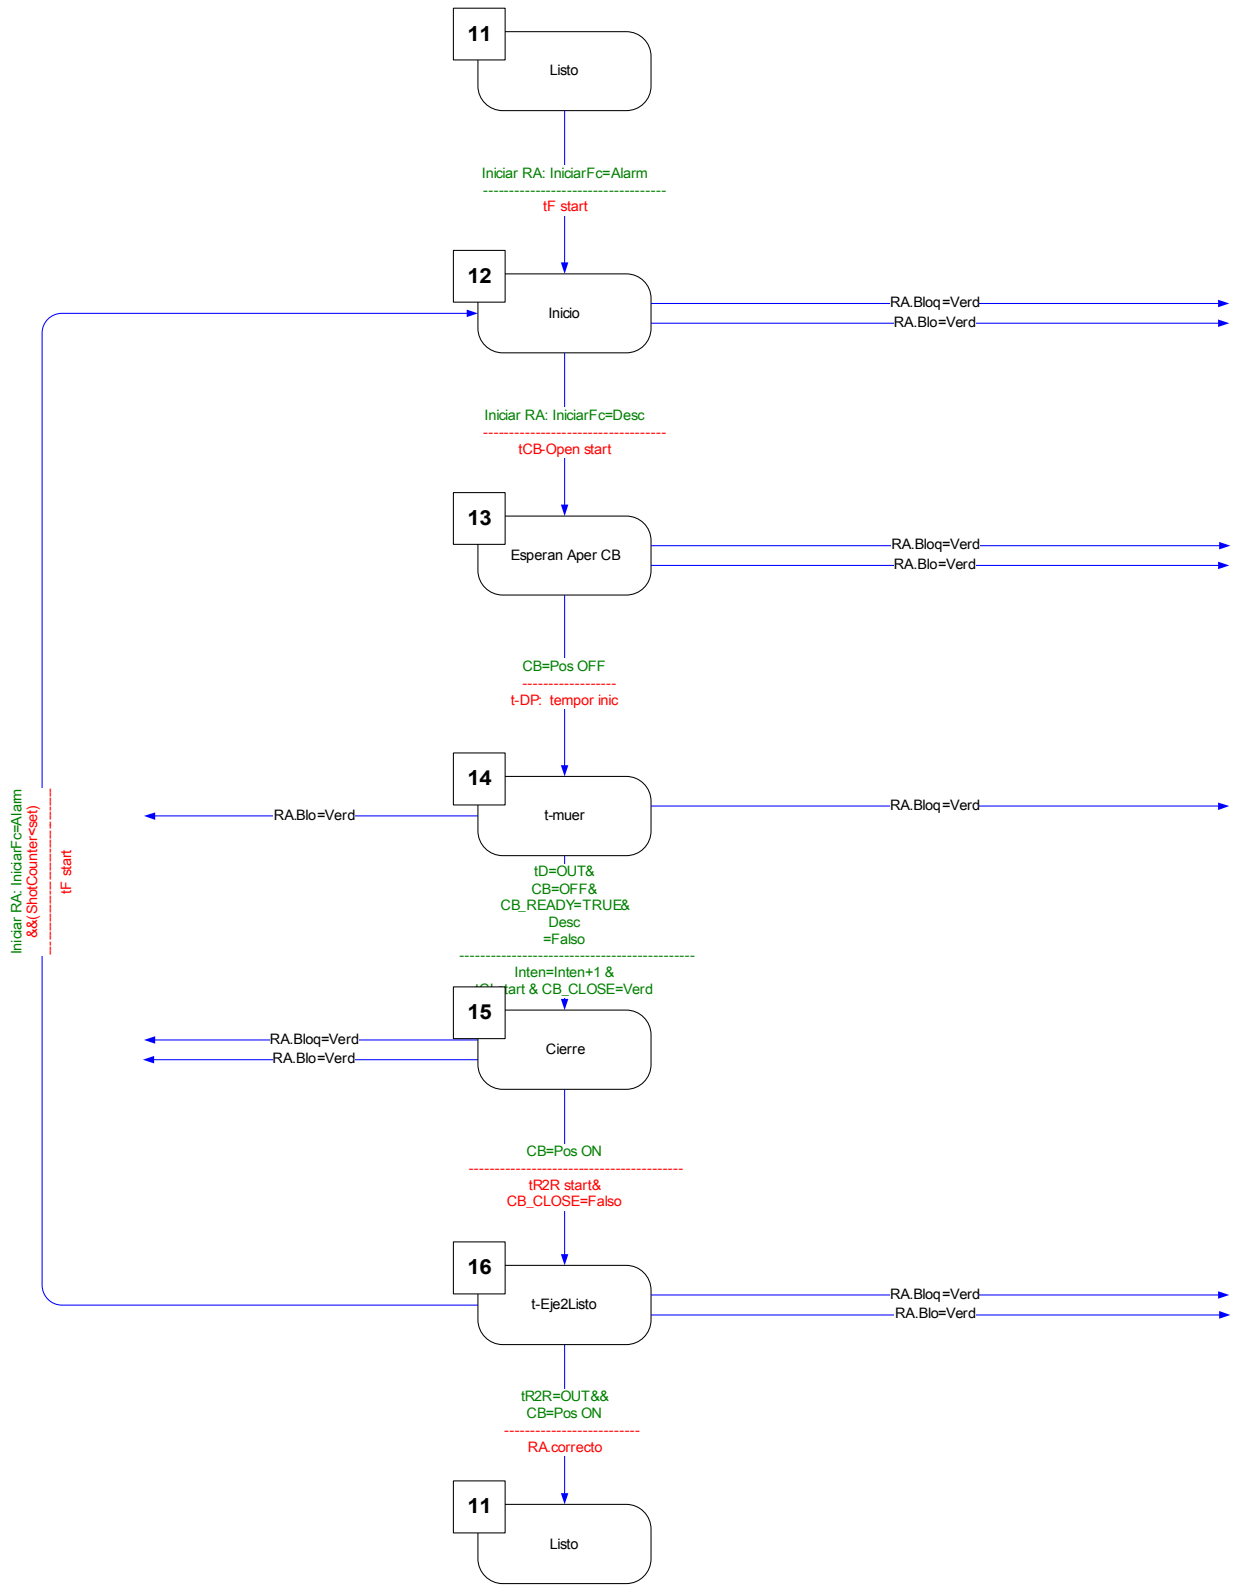 11
Listo
Iniciar RA: IniciarFc=Alarm
tF start
12
Inicio
RA.Bloq=Verd
RA.Blo=Verd
Iniciar RA: IniciarFc=Desc
tCB-Open start
13
Esperan Aper CB
RA.Bloq=Verd
RA.Blo=Verd
CB=Pos OFF
t-DP: tempor inic
14
t-muer
RA.Blo=Verd
RA.Bloq=Verd
Iniciar RA: IniciarFc=Alarm
&&(ShotCounter<set)
tF start
tD=OUT&
CB=OFF&
CB_READY=TRUE&
Desc
=Falso
Inten=Inten+1 &
& CB_CLOSE=Verd
15
Cierre
RA.Bloq=Verd
RA.Blo=Verd
CB=Pos ON
tR2R start&
CB_CLOSE=Falso
16
t-Eje2Listo
RA.Bloq=Verd
RA.Blo=Verd
tR2R=OUT&&
CB=Pos ON
RA.correcto
11
Listo